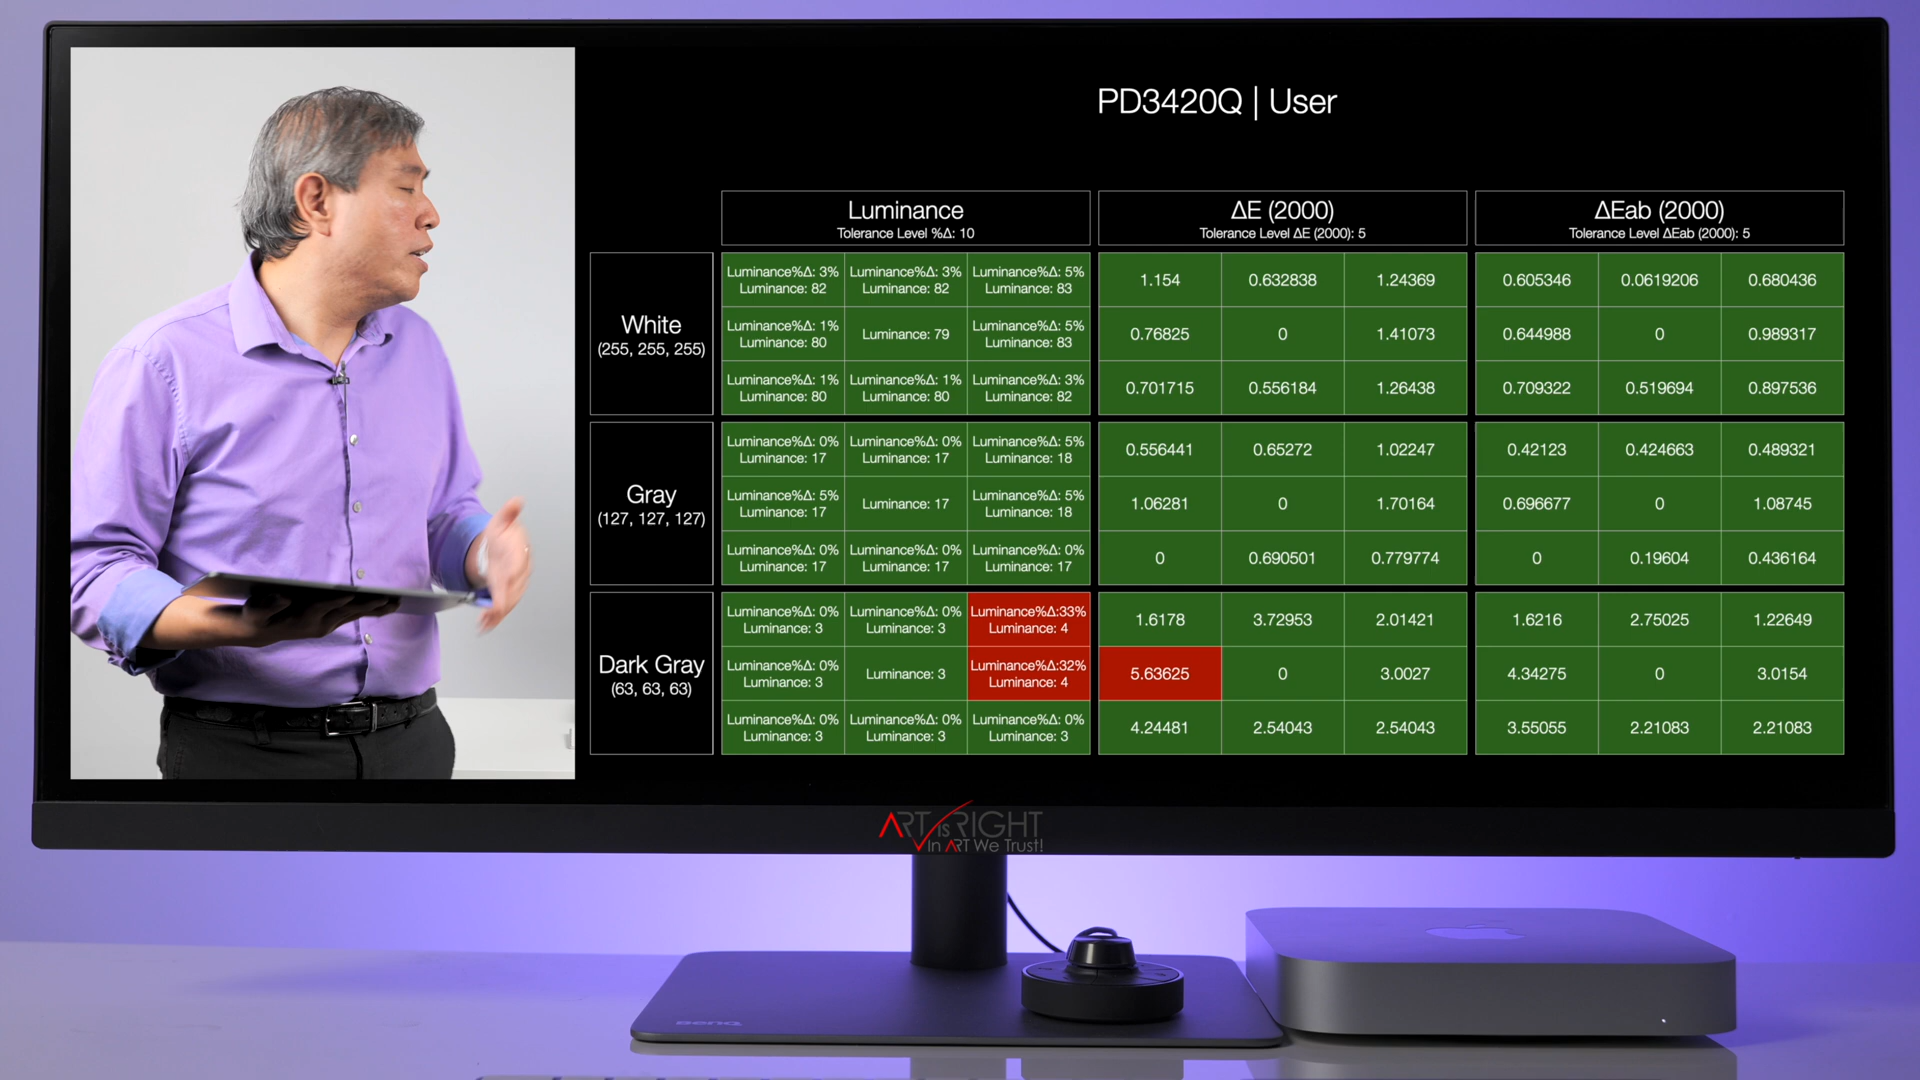 PD3420Q | User
Luminance
Tolerance Level %Δ: 10
ΔE (2000)
Tolerance Level ΔE (2000): 5
ΔEab (2000)
Tolerance Level ΔEab (2000): 5
White
(255, 255, 255)
Luminance%Δ: 3% Luminance%Δ: 3% Luminance%Δ: 5%
Luminance: 82 Luminance: 82 Luminance: 83
1.154 0.632838 1.24369
0.605346 0.0619206 0.680436
Luminance%Δ: 1% Luminance: 79 Luminance%Δ: 5%
Luminance: 80 Luminance: 83
0.76825 0 1.41073
0.644988 0 0.989317
Luminance%Δ: 1% Luminance%Δ: 1% Luminance%Δ: 3%
Luminance: 80 Luminance: 80 Luminance: 82
0.701715 0.556184 1.26438
0.709322 0.519694 0.897536
Gray
(127, 127, 127)
Luminance%Δ: 0% Luminance%Δ: 0% Luminance%Δ: 5%
Luminance: 17 Luminance: 17 Luminance: 18
0.556441 0.65272 1.02247
0.42123 0.424663 0.489321
Luminance%Δ: 5% Luminance: 17 Luminance%Δ: 5%
Luminance: 17 Luminance: 18
1.06281 0 1.70164
0.696677 0 1.08745
Luminance%Δ: 0% Luminance%Δ: 0% Luminance%Δ: 0%
Luminance: 17 Luminance: 17 Luminance: 17
0 0.690501 0.779774
0 0.19604 0.436164
Dark Gray
(63, 63, 63)
Luminance%Δ: 0% Luminance%Δ: 0% Luminance%Δ:33%
Luminance: 3 Luminance: 3 Luminance: 4
1.6178 3.72953 2.01421
1.6216 2.75025 1.22649
Luminance%Δ: 0% Luminance: 3 Luminance%Δ:32%
Luminance: 3 Luminance: 4
5.63625 0 3.0027
4.34275 0 3.0154
Luminance%Δ: 0% Luminance%Δ: 0% Luminance%Δ: 0%
Luminance: 3 Luminance: 3 Luminance: 3
4.24481 2.54043 2.54043
3.55055 2.21083 2.21083
ART is RIGHT
In ART We Trust!
BenQ